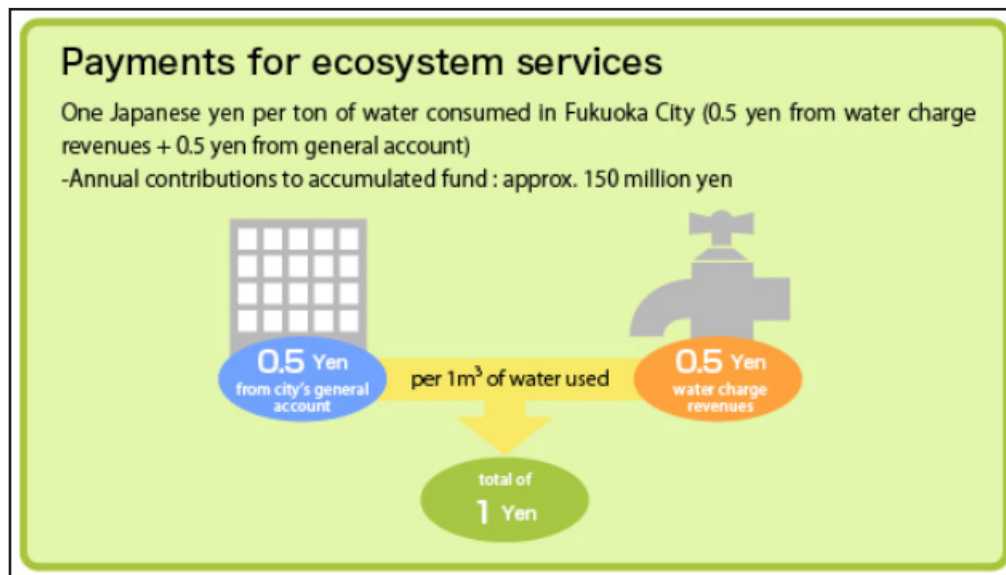 Payments for ecosystem services
One Japanese yen per ton of water consumed in Fukuoka City (0.5 yen from water charge
revenues + 0.5 yen from general account)
-Annual contributions to accumulated fund : approx. 150 million yen
0.5 Yen
from city's general
account
per 1m³ of water used
0.5 Yen
water charge
revenues
total of
1 Yen